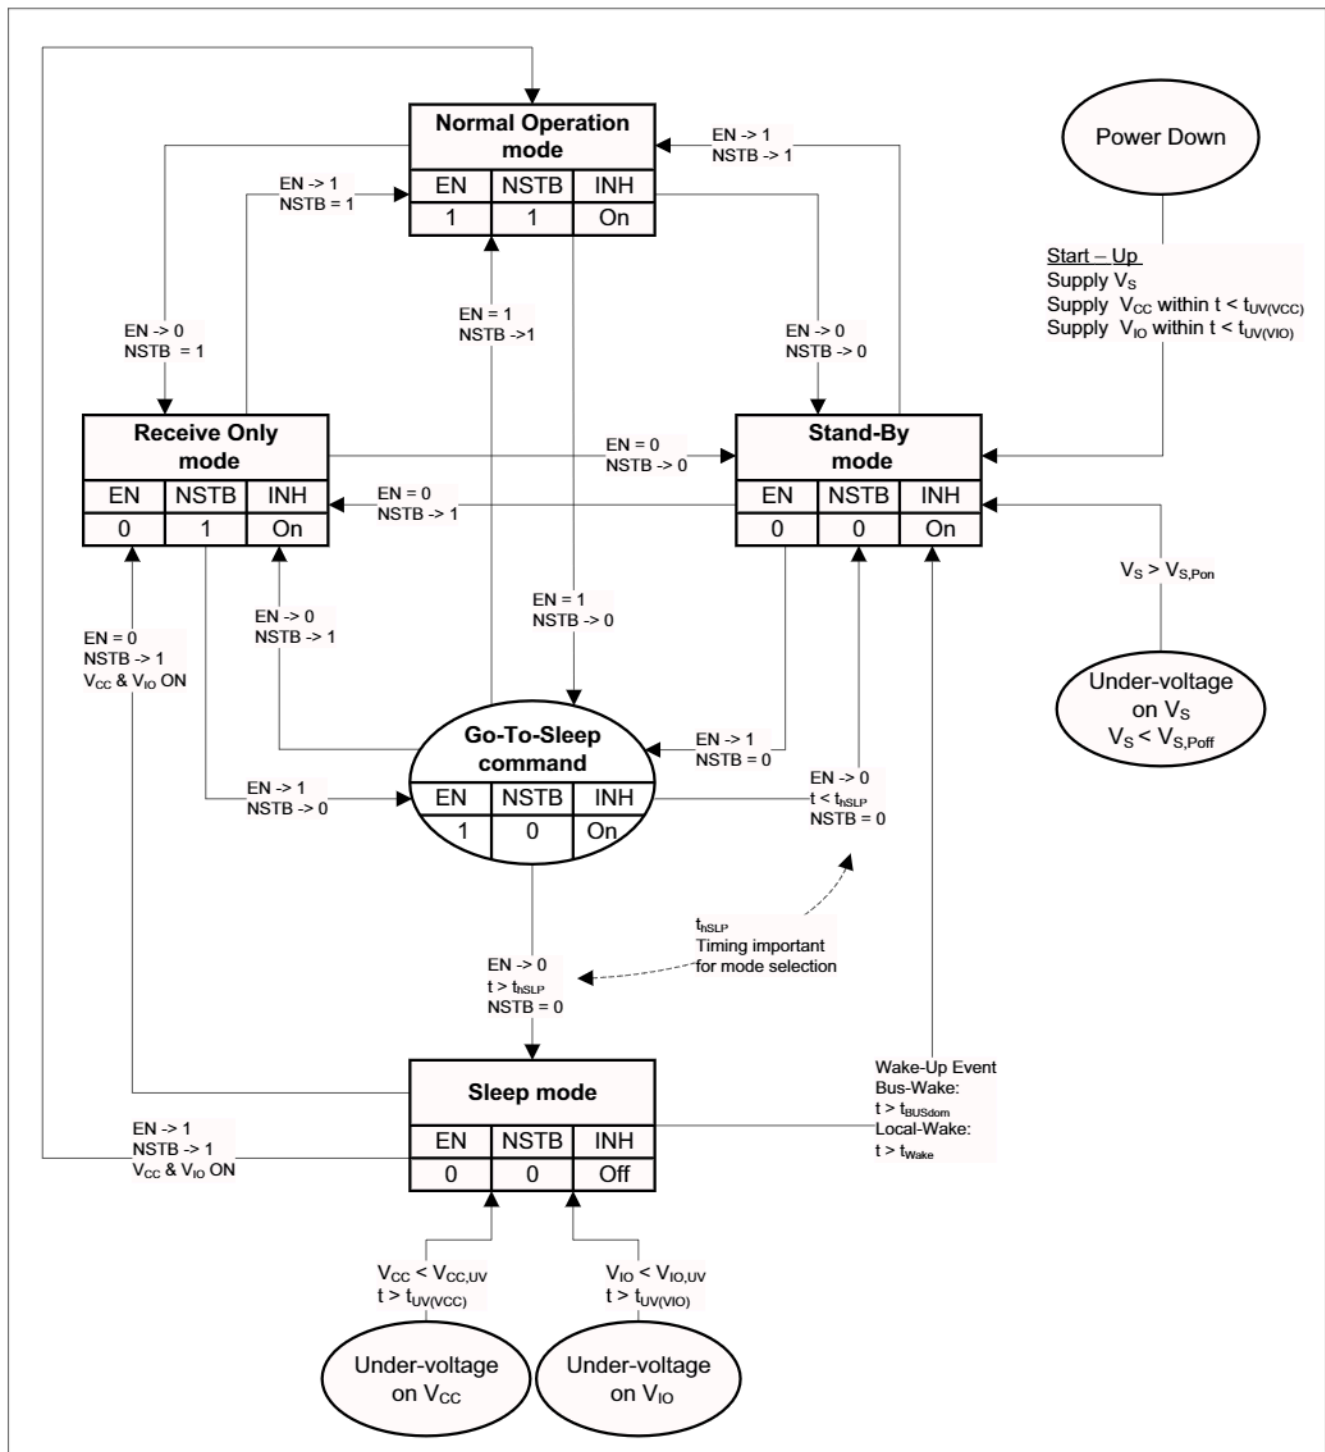 Normal Operation
mode
EN NSTB INH
1 1 On
EN -> 1
NSTB -> 1
Power Down
EN -> 1
NSTB = 1
Start – Up
Supply VS
Supply VCC within t < tUV(VCC)
Supply VIO within t < tUV(VIO)
EN -> 0
NSTB = 1
EN = 1
NSTB ->1
EN -> 0
NSTB -> 0
Receive Only
mode
EN NSTB INH
0 1 On
EN = 0
NSTB -> 0
EN = 0
NSTB -> 1
Stand-By
mode
EN NSTB INH
0 0 On
VS > VS,Pon
EN = 0
NSTB -> 1
VCC & VIO ON
EN -> 0
NSTB -> 1
EN = 1
NSTB -> 0
Under-voltage
on VS
VS < VS,Poff
Go-To-Sleep
command
EN NSTB INH
1 0 On
EN -> 1
NSTB = 0
EN -> 1
NSTB -> 0
EN -> 0
t < thSLP
NSTB = 0
thSLP
Timing important
for mode selection
EN -> 0
t > thSLP
NSTB = 0
Sleep mode
EN NSTB INH
0 0 Off
Wake-Up Event
Bus-Wake:
t > tBUSdom
Local-Wake:
t > tWake
EN -> 1
NSTB -> 1
VCC & VIO ON
VCC < VCC,UV
t > tUV(VCC)
VIO < VIO,UV
t > tUV(VIO)
Under-voltage
on VCC
Under-voltage
on VIO